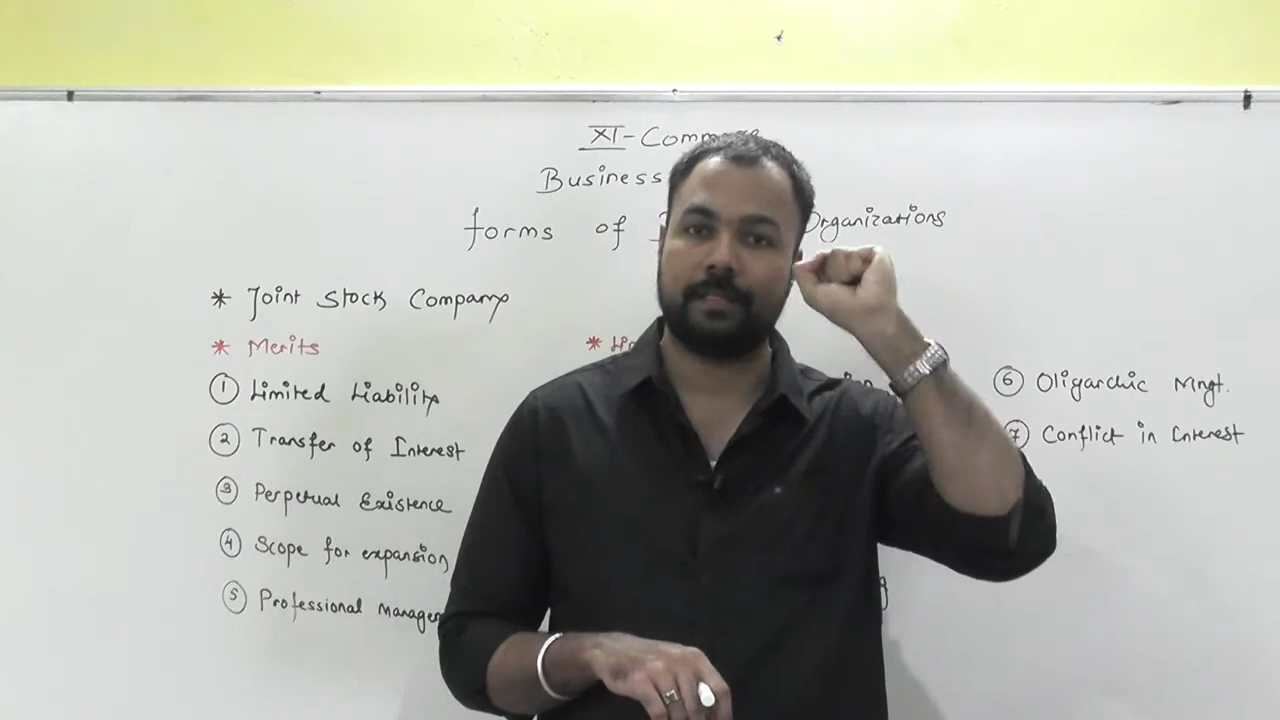 XI - Comm
Business
forms of Organizations
* Joint Stock Company
* Merits
1 Limited Liability
2 Transfer of Interest
3 Perpetual Existence
4 Scope for expansion
5 Professional manage
*
6 Oligarchic Mngt.
7 Conflict in Interest